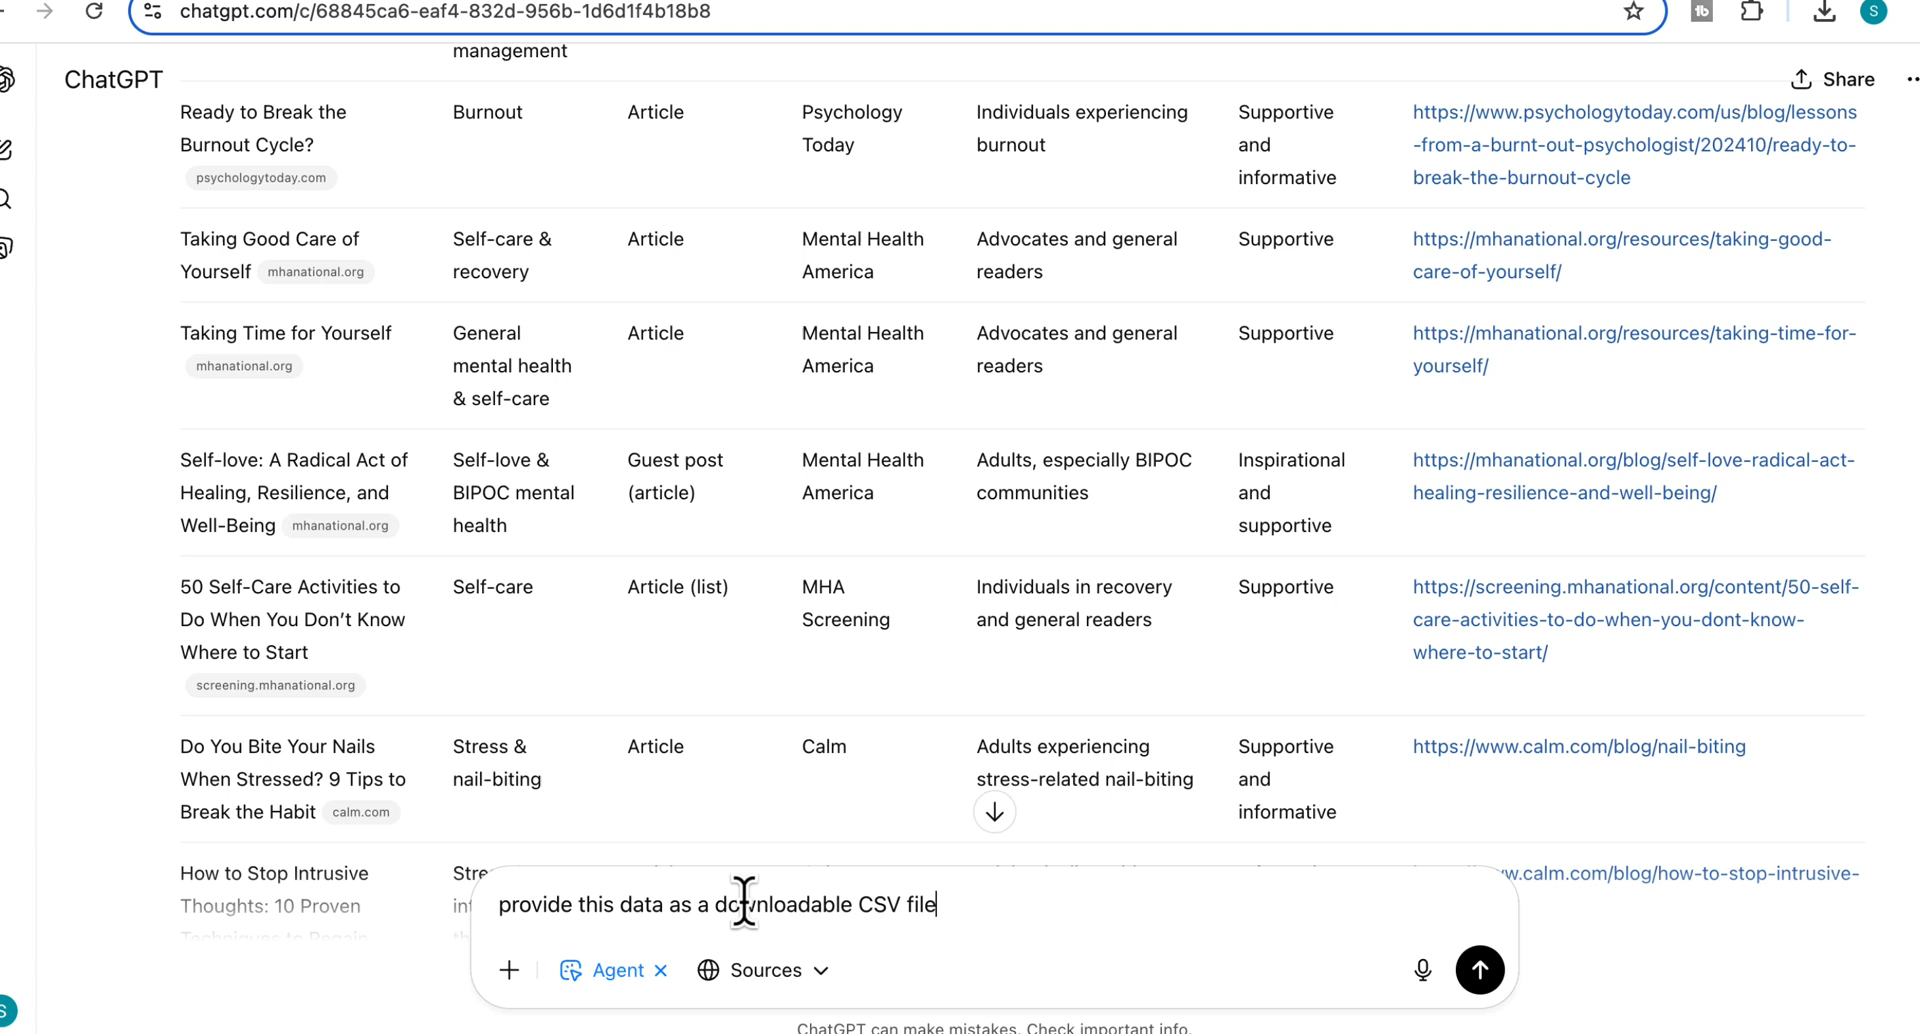 chatgpt.com/c/68845ca6-eaf4-832d-956b-1d6d1f4b18b8
S
ChatGPT
Share
management
Ready to Break the
Burnout Cycle?
psychologytoday.com
Burnout
Article
Psychology
Today
Individuals experiencing
burnout
Supportive
and
informative
https://www.psychologytoday.com/us/blog/lessons
-from-a-burnt-out-psychologist/202410/ready-to-
break-the-burnout-cycle
Taking Good Care of
Yourself mhanational.org
Self-care &
recovery
Article
Mental Health
America
Advocates and general
readers
Supportive
https://mhanational.org/resources/taking-good-
care-of-yourself/
Taking Time for Yourself
mhanational.org
General
mental health
& self-care
Article
Mental Health
America
Advocates and general
readers
Supportive
https://mhanational.org/resources/taking-time-for-
yourself/
Self-love: A Radical Act of
Healing, Resilience, and
Well-Being mhanational.org
Self-love &
BIPOC mental
health
Guest post
(article)
Mental Health
America
Adults, especially BIPOC
communities
Inspirational
and
supportive
https://mhanational.org/blog/self-love-radical-act-
healing-resilience-and-well-being/
50 Self-Care Activities to
Do When You Don’t Know
Where to Start
screening.mhanational.org
Self-care
Article (list)
MHA
Screening
Individuals in recovery
and general readers
Supportive
https://screening.mhanational.org/content/50-self-
care-activities-to-do-when-you-dont-know-
where-to-start/
Do You Bite Your Nails
When Stressed? 9 Tips to
Break the Habit calm.com
Stress &
nail-biting
Article
Calm
Adults experiencing
stress-related nail-biting
Supportive
and
informative
https://www.calm.com/blog/nail-biting
How to Stop Intrusive
Thoughts: 10 Proven
Techniques to Regain
w.calm.com/blog/how-to-stop-intrusive-
provide this data as a downloadable CSV file
Agent
Sources
S
ChatGPT can make mistakes. Check important info.